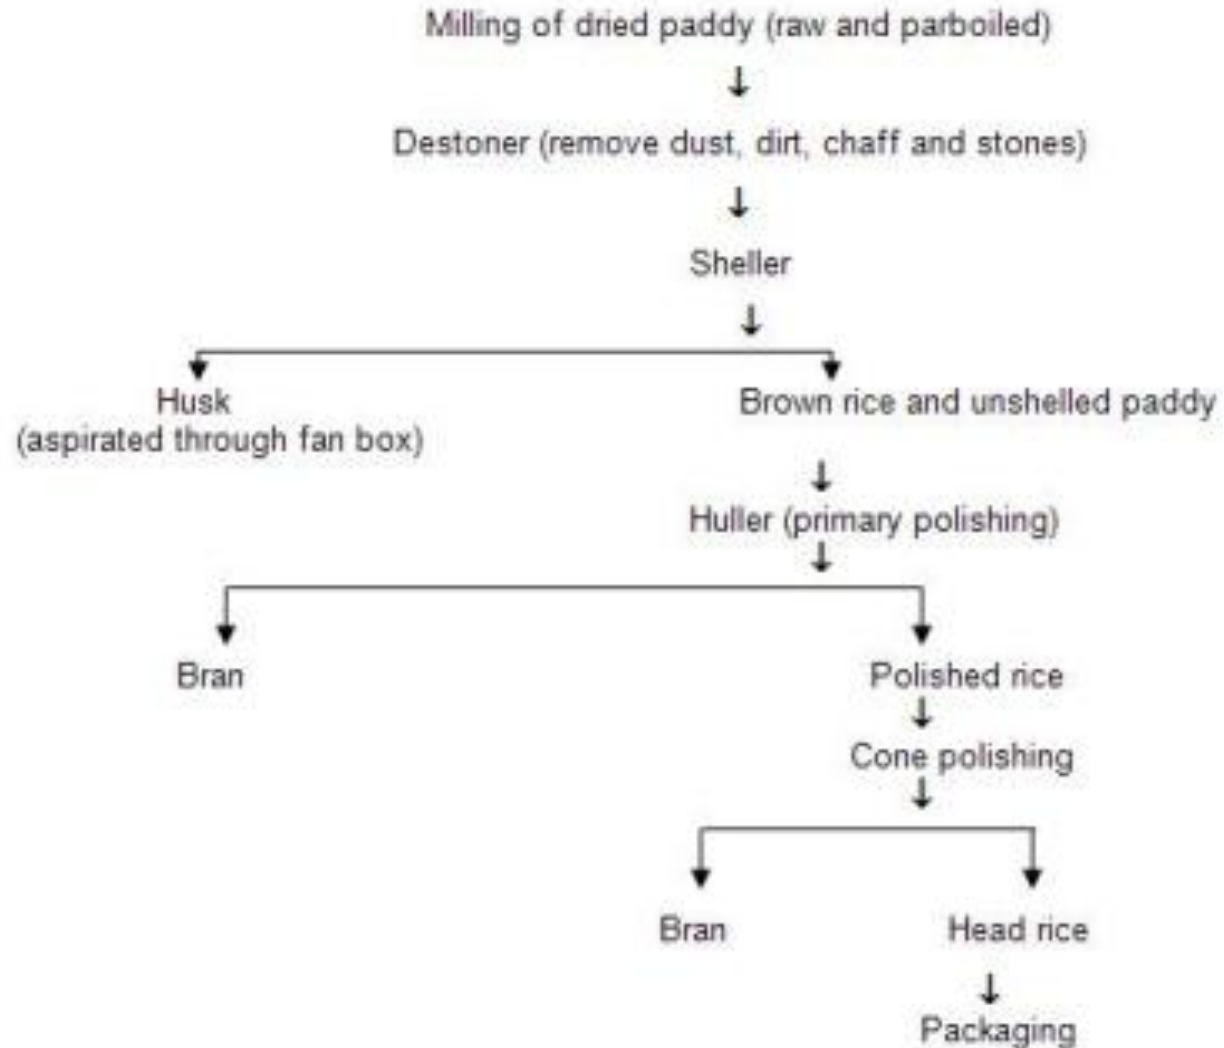 Milling of dried paddy (raw and parboiled)
Destoner (remove dust, dirt, chaff and stones)
Sheller
Husk
(aspirated through fan box)
Brown rice and unshelled paddy
Huller (primary polishing)
Bran
Polished rice
Cone polishing
Bran
Head rice
Packaging